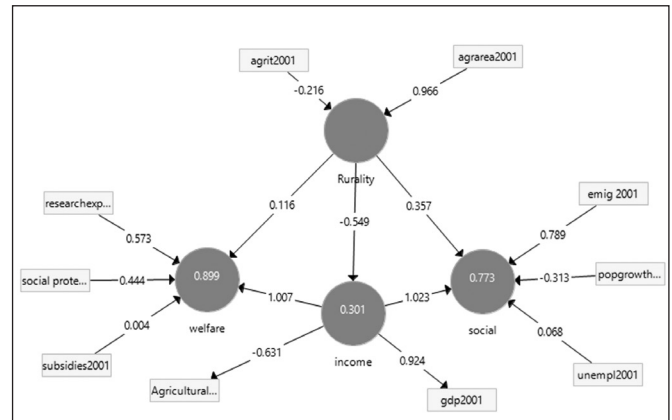 agrit2001
agrarea2001
-0.216
0.966
Rurality
researchexp...
0.116
-0.549
0.357
emig 2001
0.573
0.789
social prote...
0.444
0.899
0.773
-0.313
popgrowth...
1.007
0.301
1.023
0.004
0.068
subsidies2001
welfare
income
social
unempl2001
-0.631
0.924
Agricultural...
gdp2001